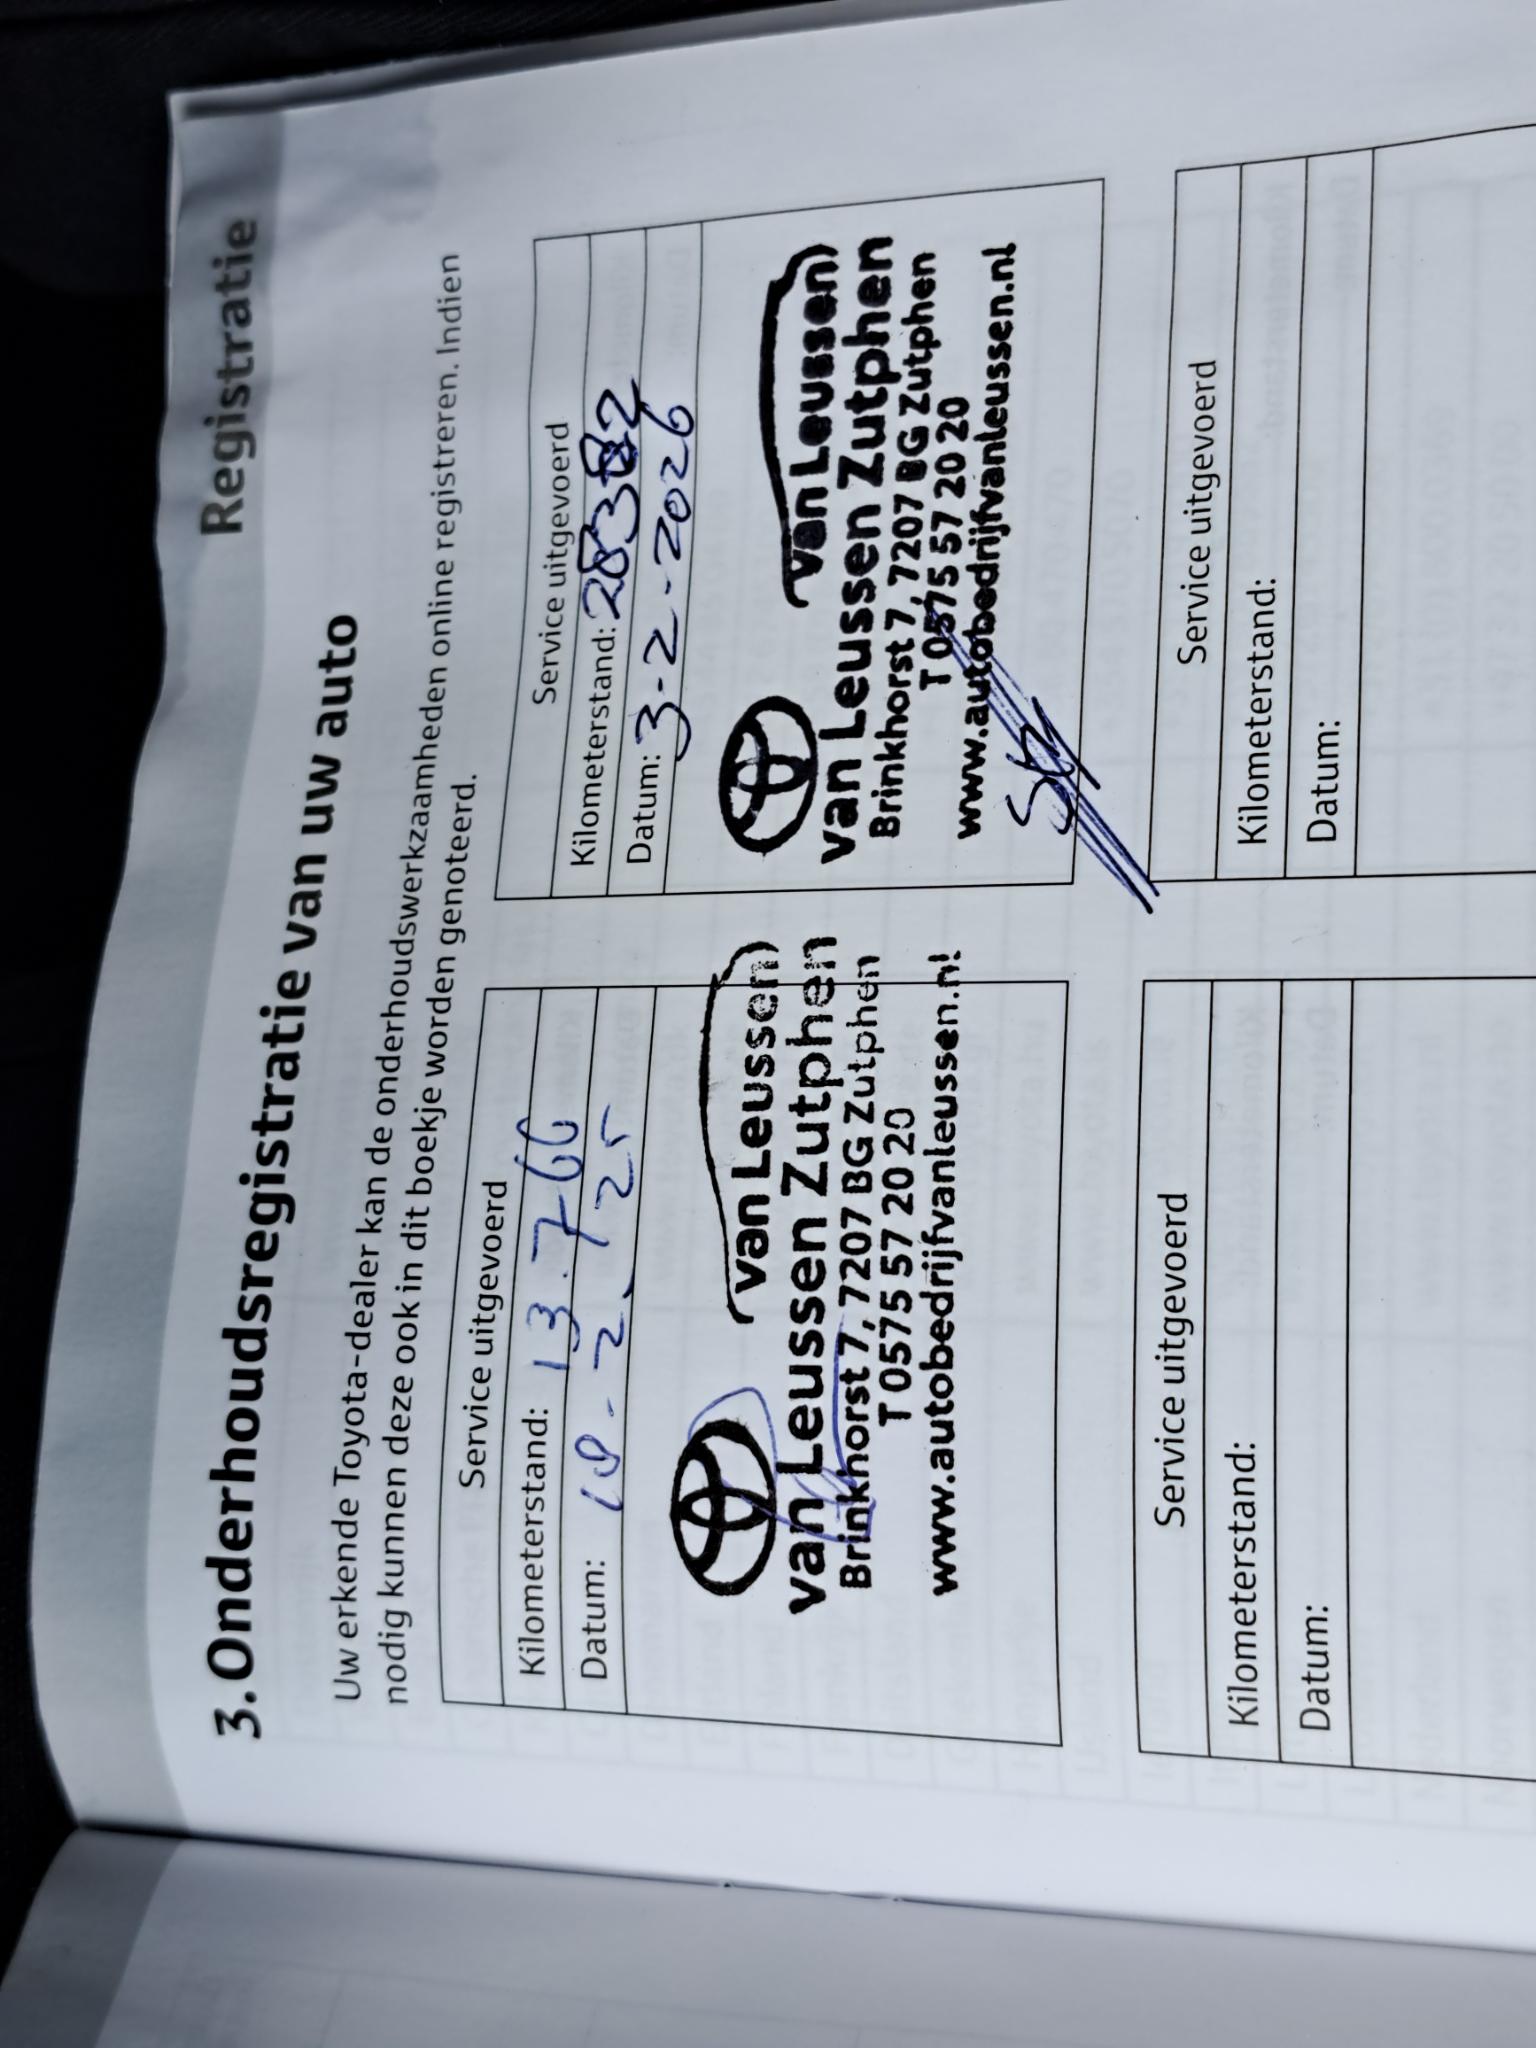 Registratie
3. Onderhoudsregistratie van uw auto
Uw erkende Toyota-dealer kan de onderhoudswerkzaamheden online registreren. Indien
nodig kunnen deze ook in dit boekje worden genoteerd.
Service uitgevoerd
Kilometerstand: 13.766
Datum: 18-2-25
van Leussen
van Leussen Zutphen
Brinkhorst 7, 7207 BG Zutphen
T 0575 57 20 20
www.autobedrijfvanleussen.nl
Service uitgevoerd
Kilometerstand:
Datum: 3-2-2026
van Leussen
van Leussen Zutphen
Brinkhorst 7, 7207 BG Zutphen
T 0575 57 20 20
www.autobedrijfvanleussen.nl
Service uitgevoerd
Kilometerstand:
Datum:
Service uitgevoerd
Kilometerstand:
Datum: